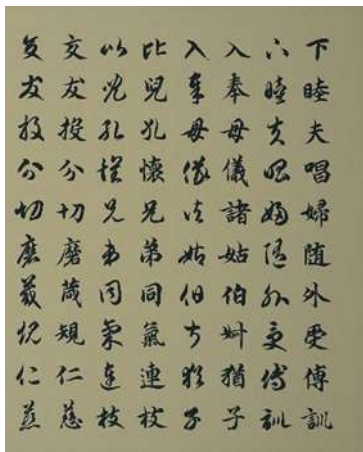 下睦夫唱婦随外受傅訓
下睦夫唱婦随外受傅訓
入奉母儀諸姑伯叔猶子
入奉母儀諸姑伯叔猶子
比兒孔懷兄弟同氣連枝
比兒孔懷兄弟同氣連枝
交友投分切磨箴規仁慈
交友投分切磨箴規仁慈